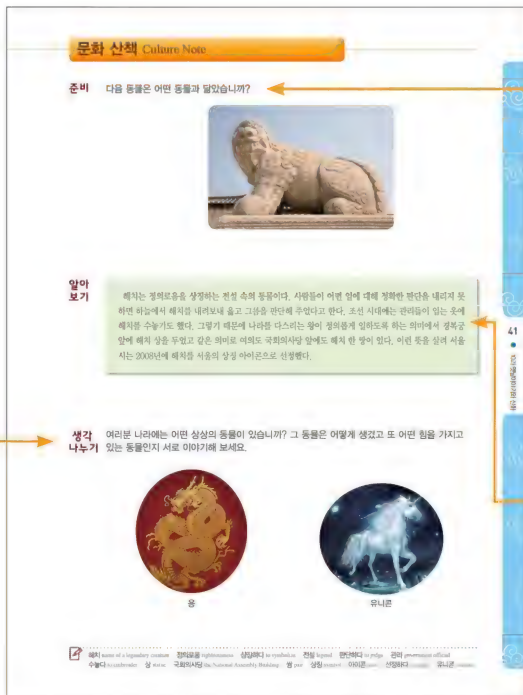 문화 산책 Culture Note
준비 다음 동물은 어떤 동물과 닮았습니까?
알아
보기
해치는 정의로움을 상징하는 전설 속의 동물이다. 사람들이 어떤 일에 대해 정확한 판단을 내리지 못
하면 하늘에서 해치를 내려보내 옳고 그름을 판단해 주었다고 한다. 조선 시대에는 관리들이 입는 옷에
해치를 수놓기도 했다. 그렇기 때문에 나라를 다스리는 왕이 정의롭게 일하도록 하는 의미에서 경복궁
앞에 해치 상을 두었고 같은 의미로 여의도 국회의사당 앞에도 해치 한 쌍이 있다. 이런 뜻을 살려 서울
시는 2008년에 해치를 서울의 상징 아이콘으로 선정했다.
41
생각 여러분 나라에는 어떤 상상의 동물이 있습니까? 그 동물은 어떻게 생겼고 또 어떤 힘을 가지고
나누기 있는 동물인지 서로 이야기해 보세요.
용
유니콘
해치 name of a legendary creature 정의로움 righteousness 상징하다 to symbolize 전설 legend 판단하다 to judge 관리 government official
수놓다 to embroider 상 statue 국회의사당 the National Assembly Building 쌍 pair 상징 아이콘 선정하다 유니콘